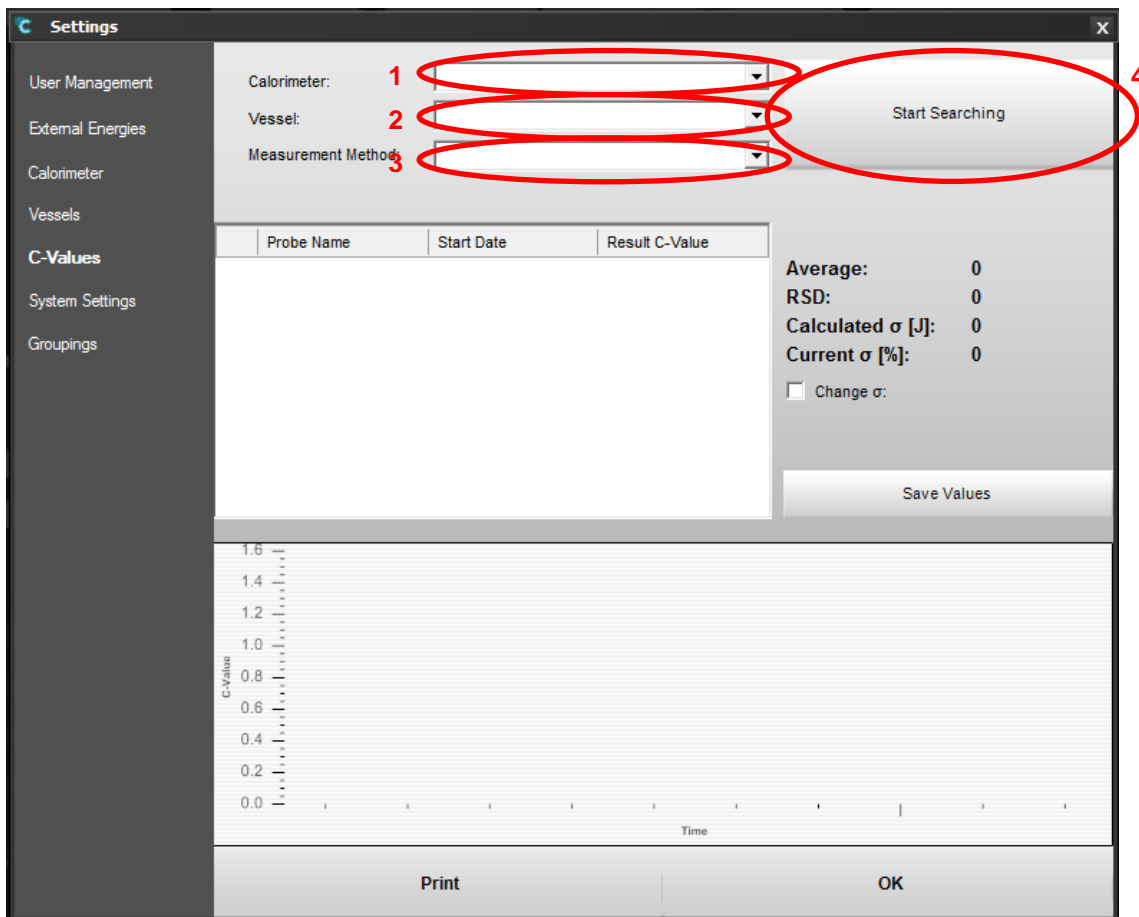 C Settings X
User Management
External Energies
Calorimeter
Vessels
C-Values
System Settings
Groupings
Calorimeter: 1
Vessel: 2
Measurement Method: 3
Start Searching 4
Probe Name Start Date Result C-Value
Average: 0
RSD: 0
Calculated σ [J]: 0
Current σ [%]: 0
Change σ:
Save Values
1.6
1.4
1.2
1.0
0.8
0.6
0.4
0.2
0.0
C-Value
Time
Print OK